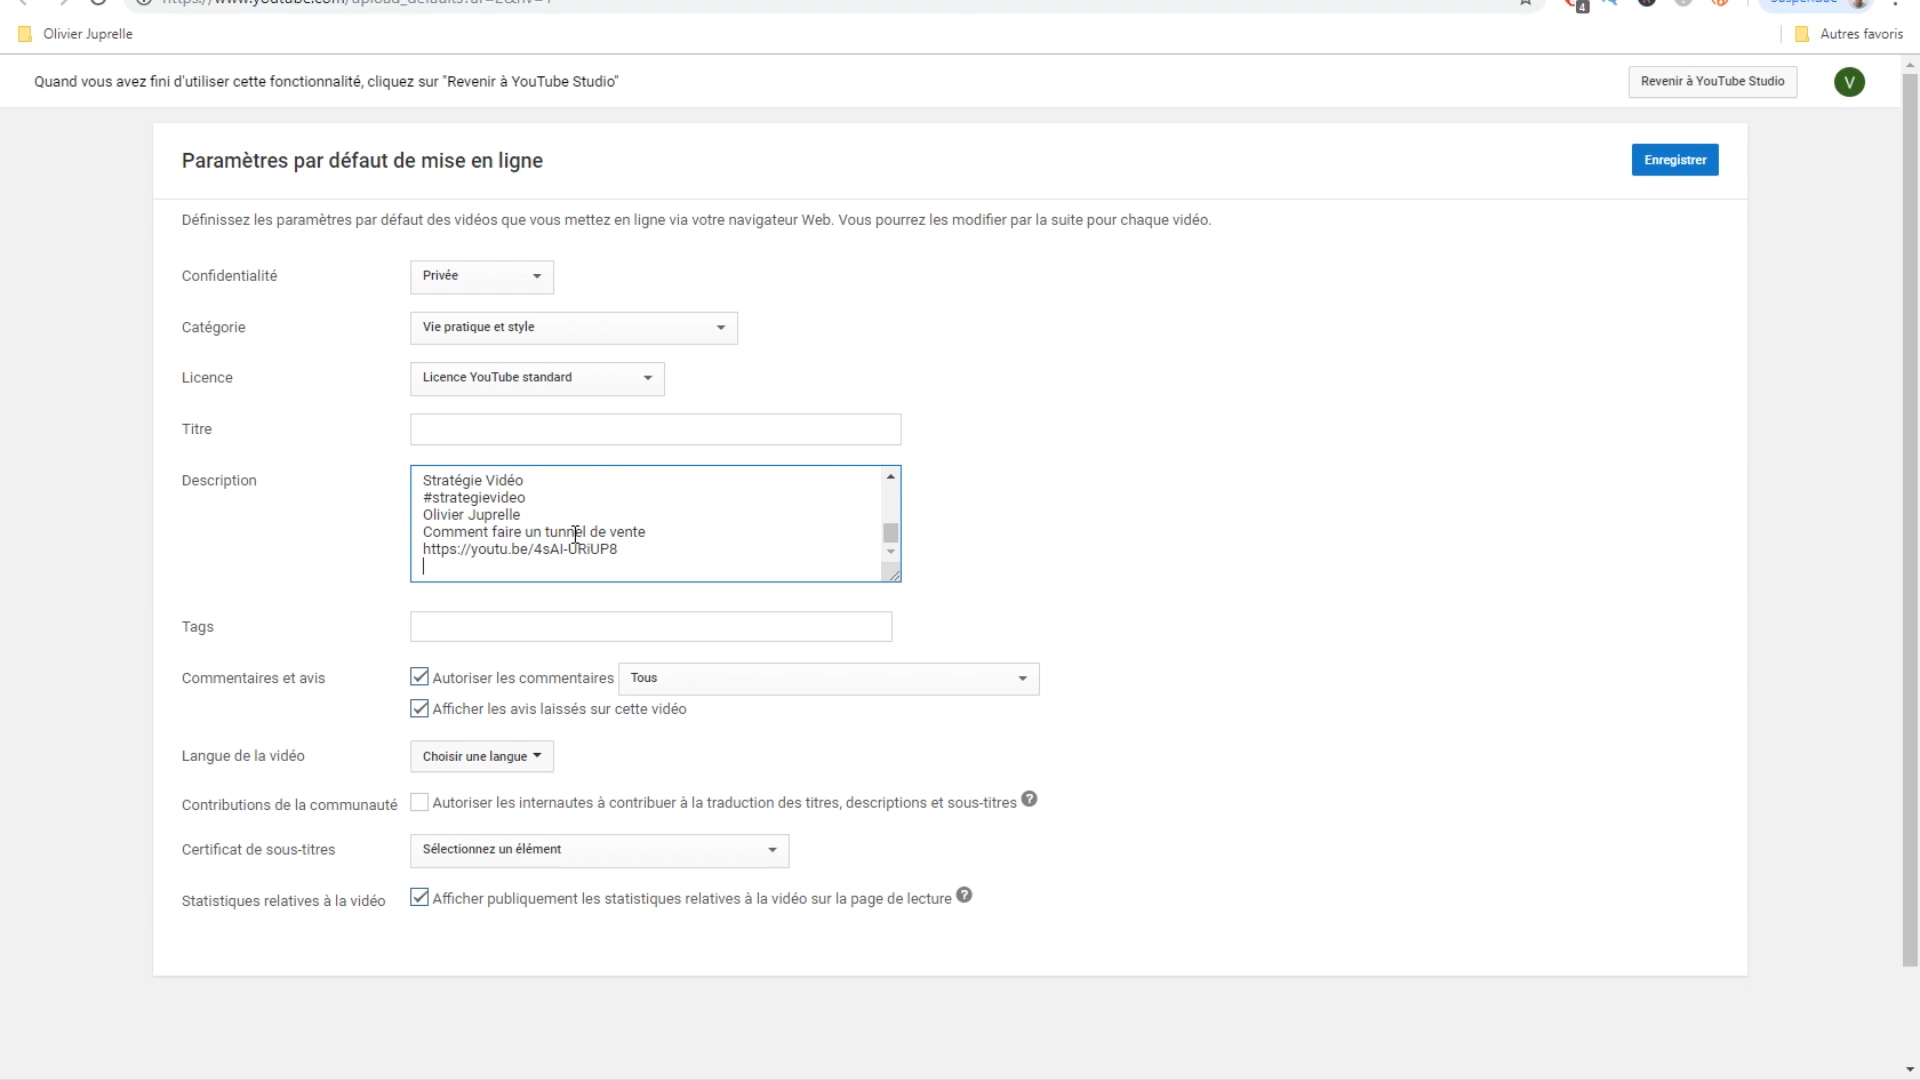 Olivier Juprelle
Autres favoris
4
Quand vous avez fini d'utiliser cette fonctionnalité, cliquez sur "Revenir à YouTube Studio"
Revenir à YouTube Studio
V
Paramètres par défaut de mise en ligne
Enregistrer
Définissez les paramètres par défaut des vidéos que vous mettez en ligne via votre navigateur Web. Vous pourrez les modifier par la suite pour chaque vidéo.
Confidentialité
Privée
Catégorie
Vie pratique et style
Licence
Licence YouTube standard
Titre
Description
Stratégie Vidéo
#strategievideo
Olivier Juprelle
Comment faire un tunnel de vente
https://youtu.be/4sAI-URiUP8
Tags
Commentaires et avis
Autoriser les commentaires
Tous
Afficher les avis laissés sur cette vidéo
Langue de la vidéo
Choisir une langue
Contributions de la communauté
Autoriser les internautes à contribuer à la traduction des titres, descriptions et sous-titres
?
Certificat de sous-titres
Sélectionnez un élément
Statistiques relatives à la vidéo
Afficher publiquement les statistiques relatives à la vidéo sur la page de lecture
?